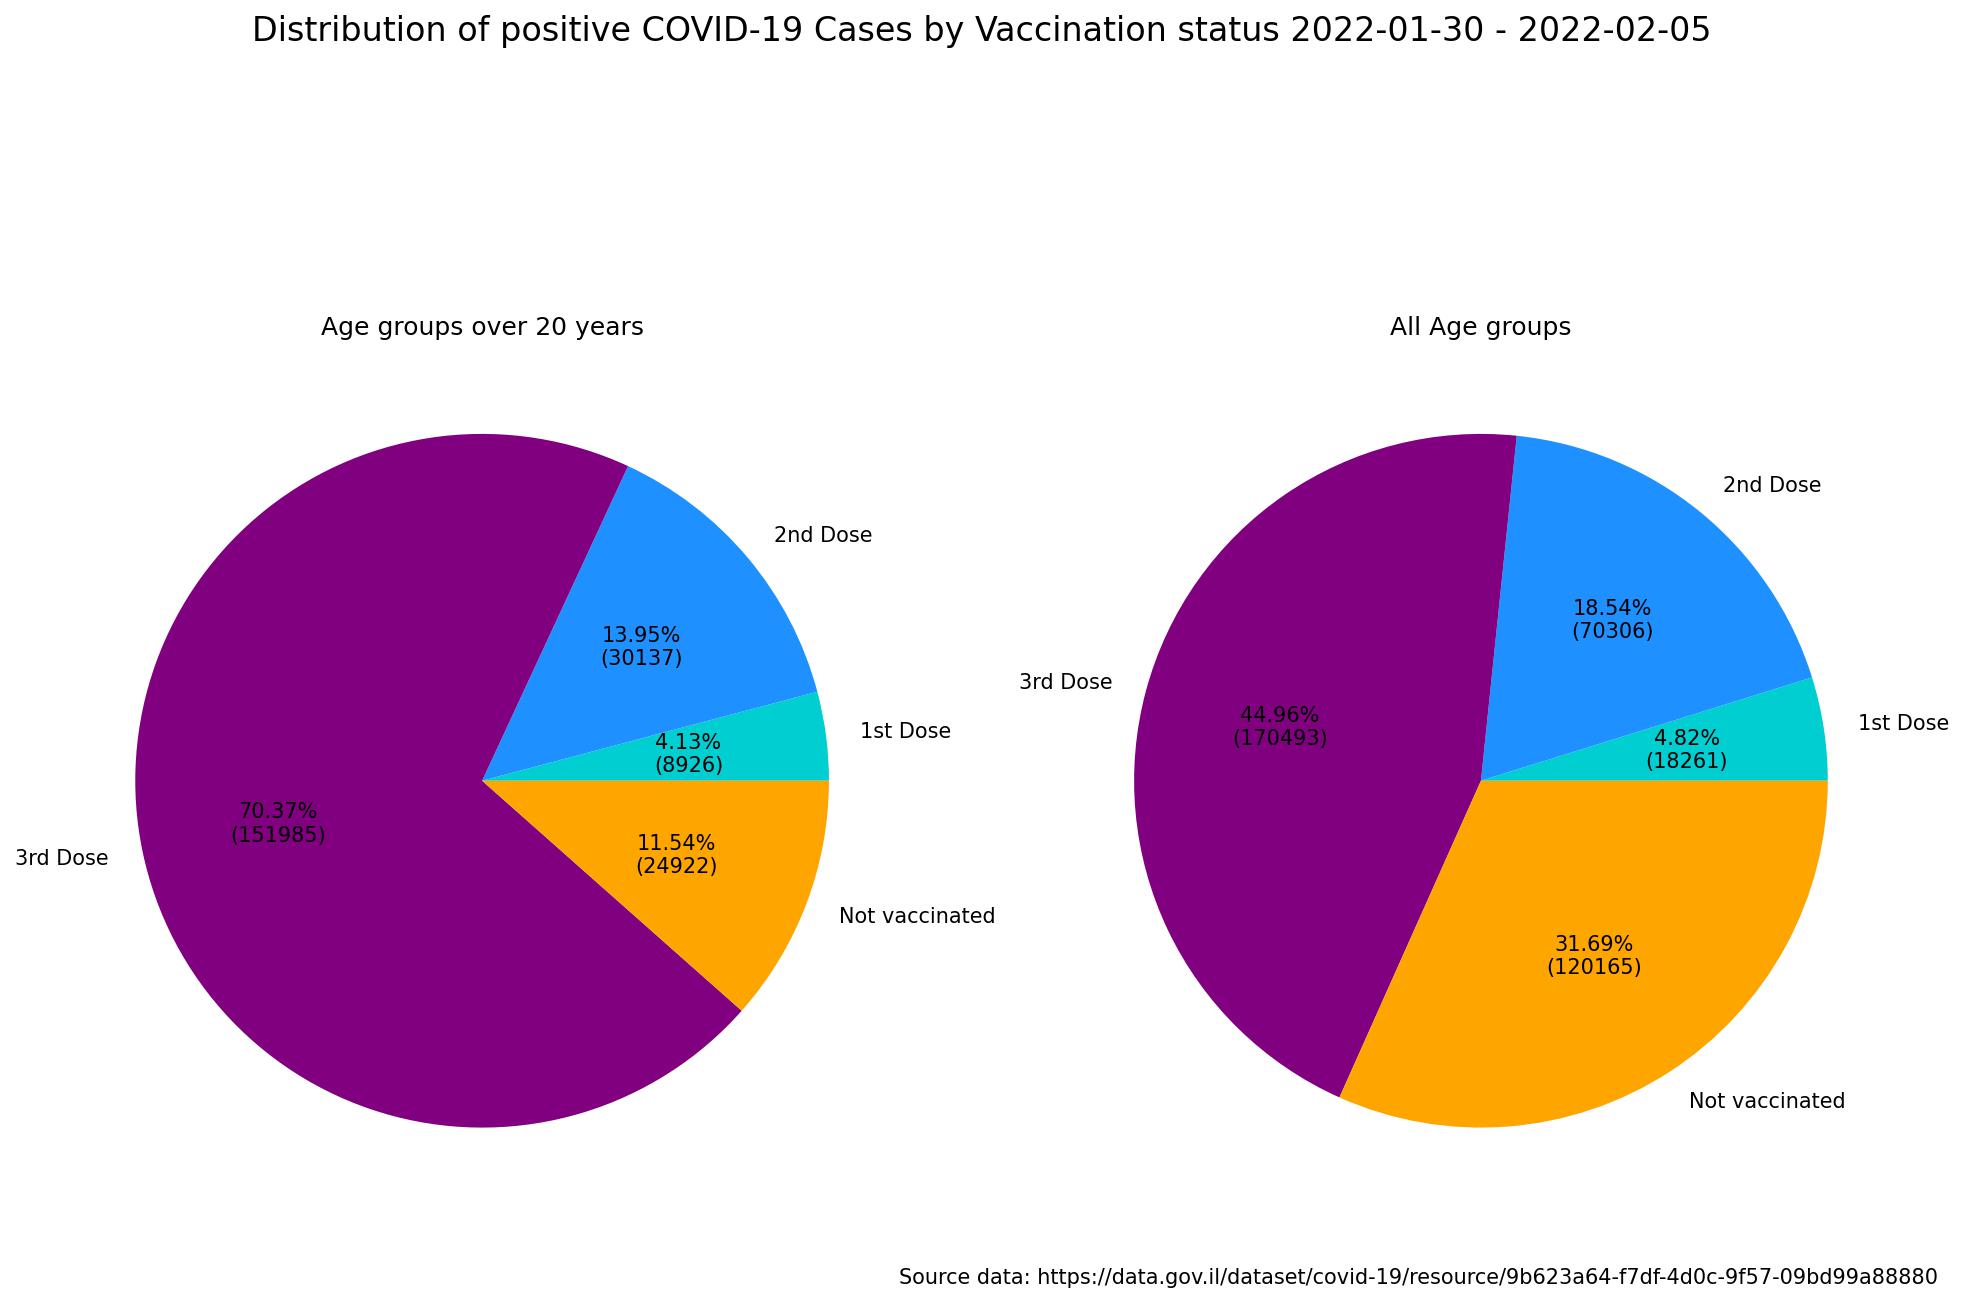 Distribution of positive COVID-19 Cases by Vaccination status 2022-01-30 - 2022-02-05
Age groups over 20 years
2nd Dose
13.95%
(30137)
1st Dose
4.13%
(8926)
70.37%
(151985)
3rd Dose
11.54%
(24922)
Not vaccinated
All Age groups
2nd Dose
18.54%
(70306)
3rd Dose
44.96%
(170493)
1st Dose
4.82%
(18261)
31.69%
(120165)
Not vaccinated
Source data: https://data.gov.il/dataset/covid-19/resource/9b623a64-f7df-4d0c-9f57-09bd99a88880